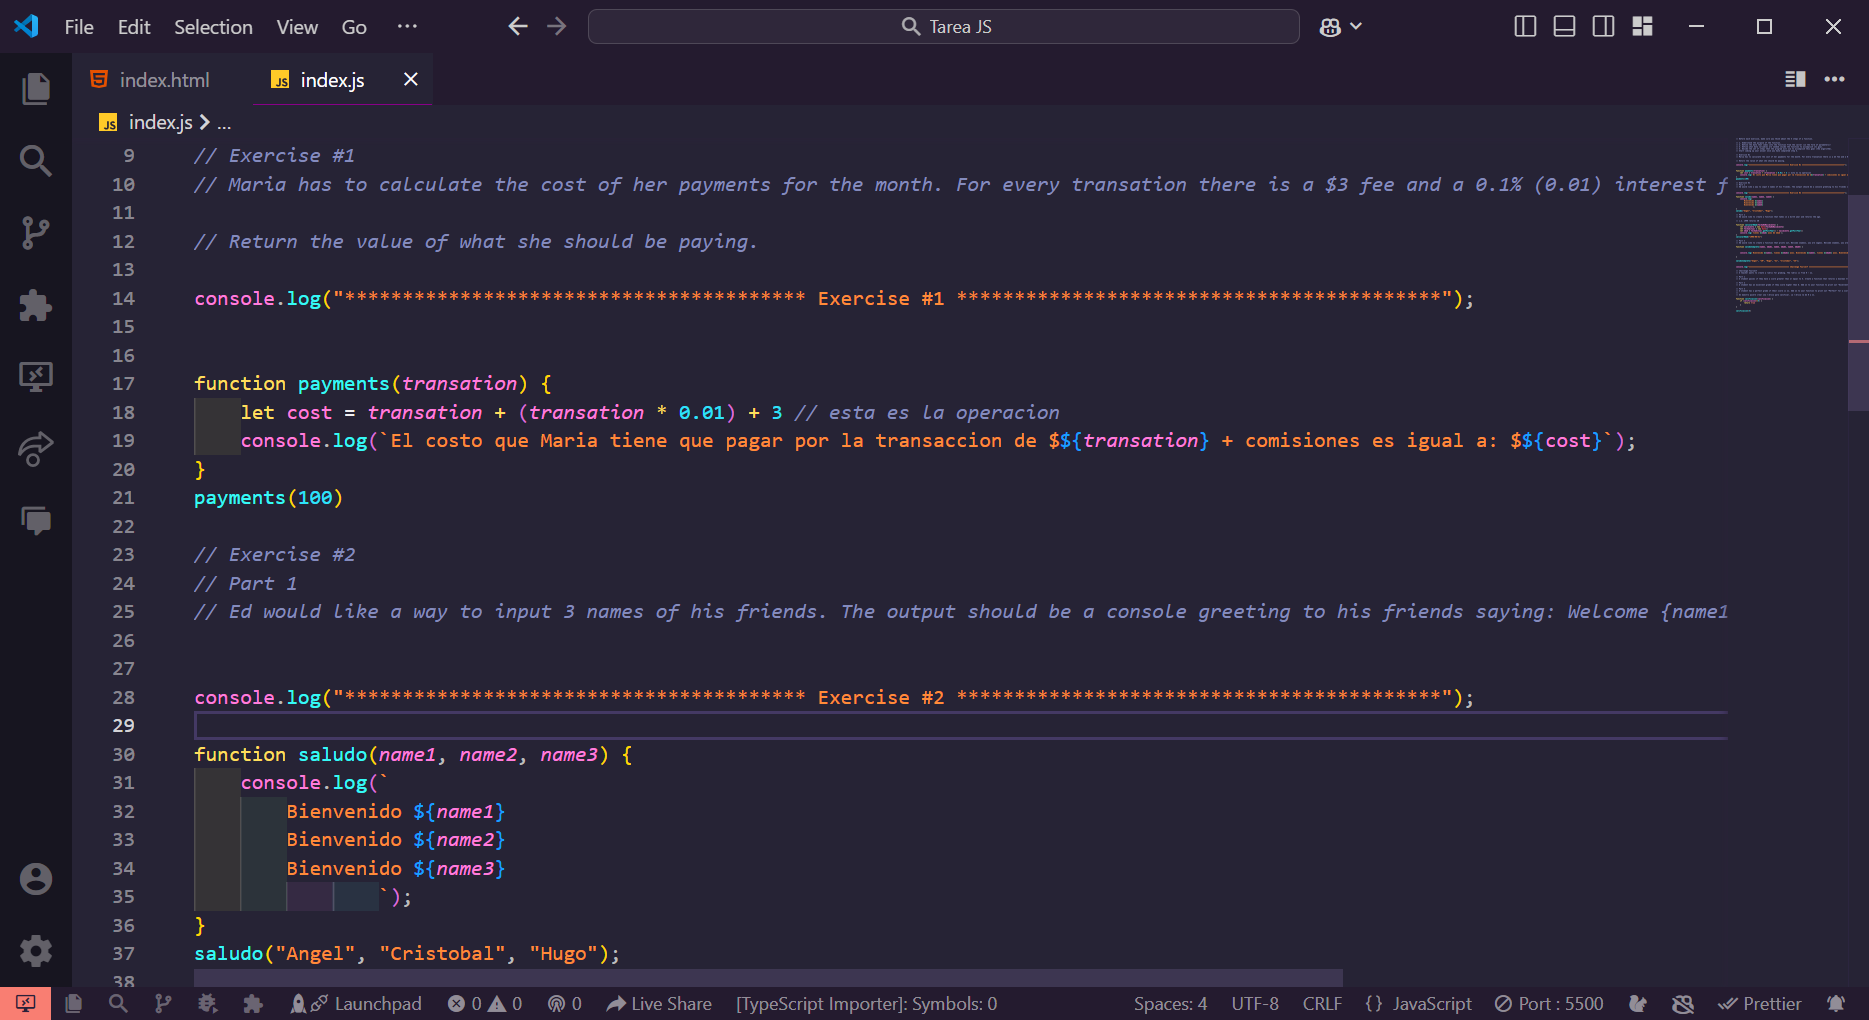 File Edit Selection View Go ··· Tarea JS
index.html JS index.js
JS index.js > ...
9 // Exercise #1
10 // Maria has to calculate the cost of her payments for the month. For every transation there is a $3 fee and a 0.1% (0.01) interest f
11
12 // Return the value of what she should be paying.
13
14 console.log("**************************************** Exercise #1 ******************************************");
15
16
17 function payments(transation) {
18 let cost = transation + (transation * 0.01) + 3 // esta es la operacion
19 console.log(`El costo que Maria tiene que pagar por la transaccion de $${transation} + comisiones es igual a: $${cost}`);
20 }
21 payments(100)
22
23 // Exercise #2
24 // Part 1
25 // Ed would like a way to input 3 names of his friends. The output should be a console greeting to his friends saying: Welcome {name1
26
27
28 console.log("**************************************** Exercise #2 ******************************************");
29
30 function saludo(name1, name2, name3) {
31 console.log(`
32 Bienvenido ${name1}
33 Bienvenido ${name2}
34 Bienvenido ${name3}
35 `);
36 }
37 saludo("Angel", "Cristobal", "Hugo");
38
Launchpad 0 0 0 Live Share [TypeScript Importer]: Symbols: 0 Spaces: 4 UTF-8 CRLF {} JavaScript Port : 5500 Prettier